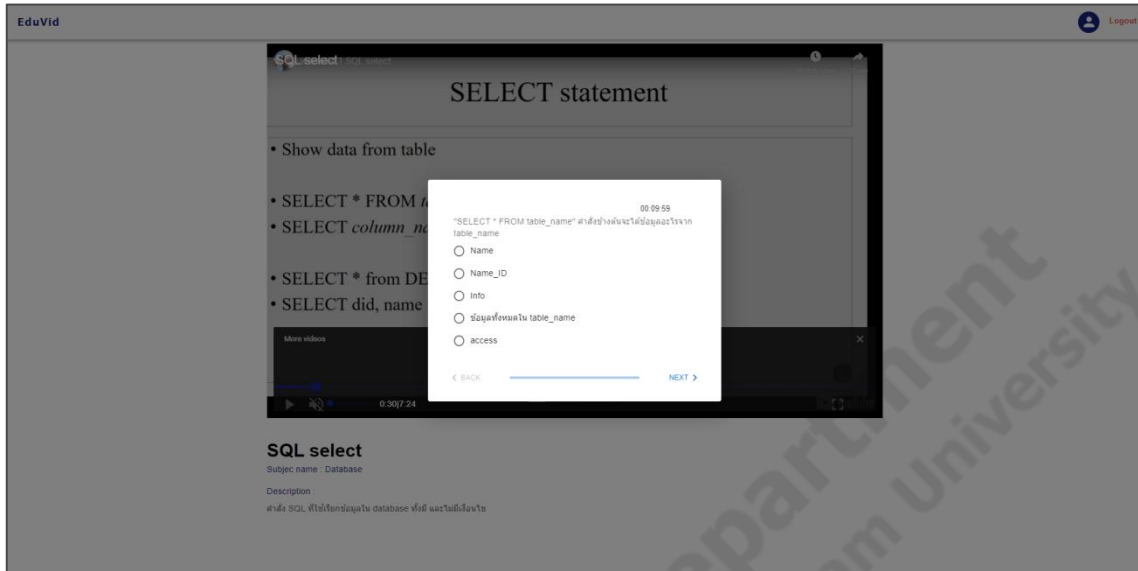 EduVid
Logout
SQL select
SELECT statement
• Show data from table
• SELECT * FROM
• SELECT column_na
• SELECT * from DE
• SELECT did, name
00:09:59
"SELECT * FROM table_name" คำสั่งข้างต้นจะได้ข้อมูลอะไรจาก
table_name
Name
Name_ID
Info
ข้อมูลทั้งหมดใน table_name
access
BACK
NEXT
More videos
0:30|7:24
SQL select
Subjec name : Database
Description :
คำสั่ง SQL ที่ใช้เรียกข้อมูลใน database ทั้งมี และไม่มีเงื่อนไข
partment
am University